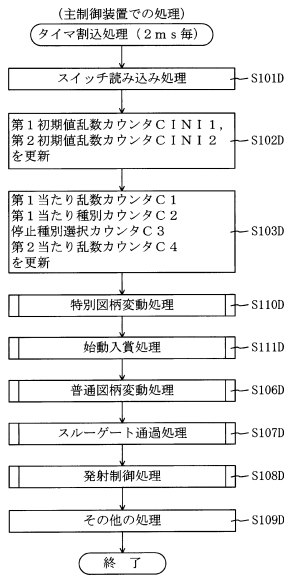 (主制御装置での処理)
タイマ割込処理(2ms毎)
スイッチ読み込み処理
S101D
第1初期値乱数カウンタCINI1,
第2初期値乱数カウンタCINI2
を更新
S102D
第1当たり乱数カウンタC1
第1当たり種別カウンタC2
停止種別選択カウンタC3
第2当たり乱数カウンタC4
を更新
S103D
特別図柄変動処理
S110D
始動入賞処理
S111D
普通図柄変動処理
S106D
スルーゲート通過処理
S107D
発射制御処理
S108D
その他の処理
S109D
終 了